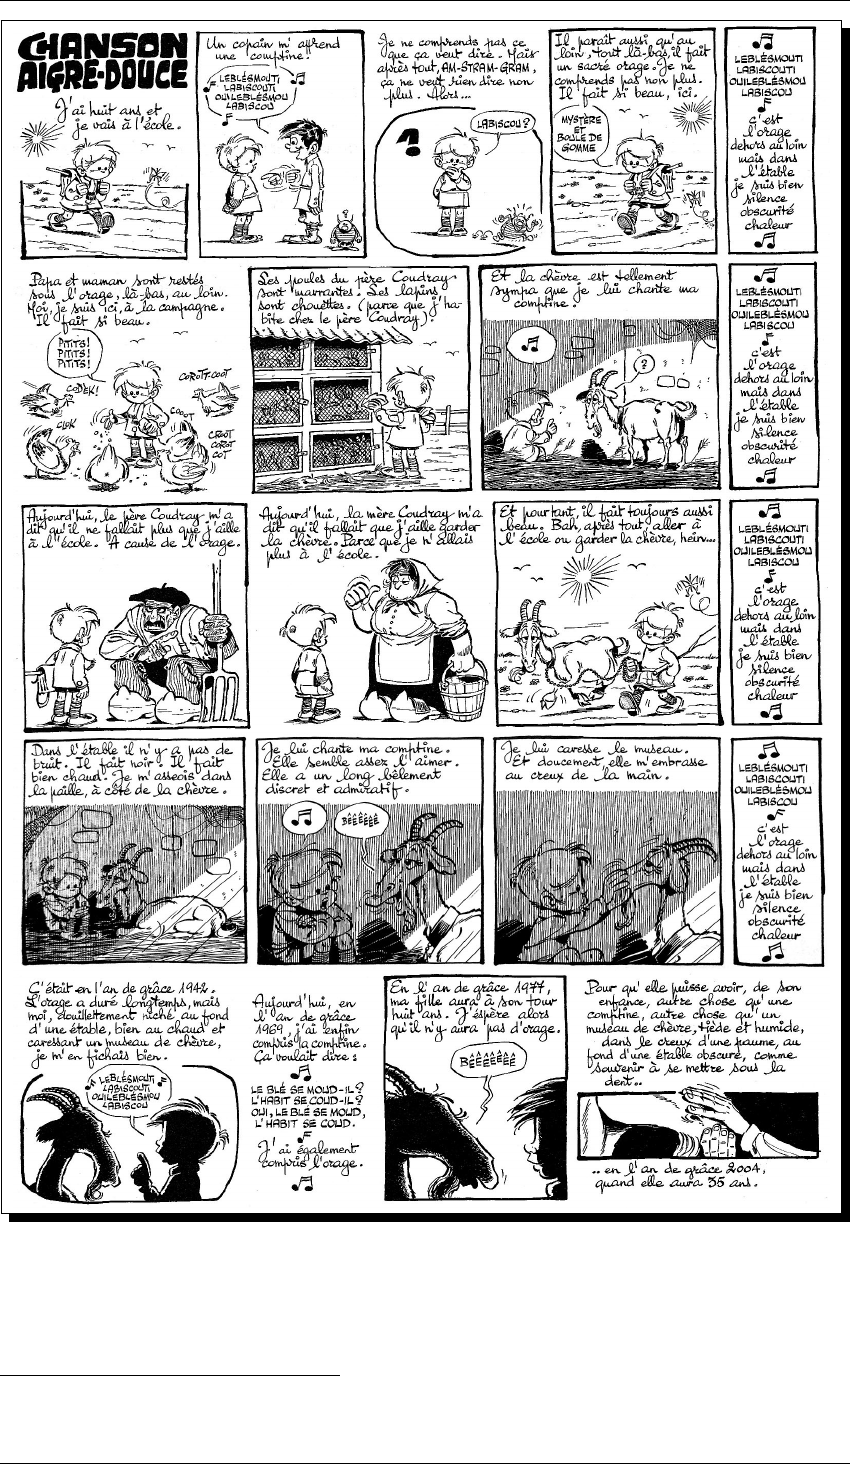 CHANSON
AIGRE-DOUCE
J'ai huit ans et
je vais à l'école.
Un copain m'apprend
une comptine.
LEBLÉSMOUTI
LABISCOUTI
OUILEBLÉSMOU
LABISCOU
Je ne comprends pas ce
que ça veut dire. Mais
après tout, AM-STRAM-GRAM,
ça ne veut rien dire non
plus. Alors...
!
LABISCOU?
Il paraît aussi qu'au
loin, tout là-bas, il fait
un sacré orage. Je ne
comprends pas non plus.
Il fait si beau, ici.
MYSTÈRE
ET
BOULE DE
GOMME
LEBLÉSMOUTI
LABISCOUTI
OUILEBLÉSMOU
LABISCOU
c'est
l'orage
dehors au loin
mais dans
l'étable
je suis bien
silence
obscurité
chaleur
Papa et maman sont restés
sous l'orage, là-bas, au loin.
Moi, je suis ici, à la campagne.
Il fait si beau.
PITITS!
PITITS!
PITITS!
CODEK!
COROTT-COOT
CLOK
COOOT
CROOT
COROT
COT
Les poules du père Coudray
sont marrantes. Les lapins
sont chouettes. (parce que j'ha-
bite chez le père Coudray).
Et la chèvre est tellement
sympa que je lui chante ma
comptine.
?
LEBLÉSMOUTI
LABISCOUTI
OUILEBLÉSMOU
LABISCOU
c'est
l'orage
dehors au loin
mais dans
l'étable
je suis bien
silence
obscurité
chaleur
Aujourd'hui, le père Coudray m'a
dit qu'il ne fallait plus que j'aille
à l'école. A cause de l'orage.
Aujourd'hui, la mère Coudray m'a
dit qu'il fallait que j'aille garder
la chèvre. Parce que je n'allais
plus à l'école.
Et pourtant, il fait toujours aussi
beau. Bah, après tout, aller à
l'école ou garder la chèvre, hein...
LEBLÉSMOUTI
LABISCOUTI
OUILEBLÉSMOU
LABISCOU
c'est
l'orage
dehors au loin
mais dans
l'étable
je suis bien
silence
obscurité
chaleur
Dans l'étable il n'y a pas de
bruit. Il fait noir. Il fait
bien chaud. Je m'asseois dans
la paille, à côté de la chèvre.
Je lui chante ma comptine.
Elle semble assez l'aimer.
Elle a un long bêlement
discret et admiratif.
BÊÊÊÊÊÊ
Je lui caresse le museau.
Et doucement, elle m'embrasse
au creux de la main.
LEBLÉSMOUTI
LABISCOUTI
OUILEBLÉSMOU
LABISCOU
c'est
l'orage
dehors au loin
mais dans
l'étable
je suis bien
silence
obscurité
chaleur
C'était en l'an de grâce 1942.
L'orage a duré longtemps, mais
moi, douillettement niché au fond
d'une étable, bien au chaud et
caressant un museau de chèvre,
je m'en fichais bien.
LEBLÉSMOUTI
LABISCOUTI
OUILEBLÉSMOU
LABISCOU
Aujourd'hui, en
l'an de grâce
1969, j'ai enfin
compris la comptine.
Ça voulait dire :
LE BLÉ SE MOUD-IL?
L'HABIT SE COUD-IL?
OUI, LE BLÉ SE MOUD,
L'HABIT SE COUD.
J'ai également
compris l'orage.
En l'an de grâce 1977,
ma fille aura à son tour
huit ans. J'espère alors
qu'il n'y aura pas d'orage.
BÊÊÊÊÊÊÊ
Pour qu'elle puisse avoir, de son
enfance, autre chose qu'une
comptine, autre chose qu'un
museau de chèvre, tiède et humide,
dans le creux d'une paume, au
fond d'une étable obscure, comme
souvenir à se mettre sous la
dent..
.. en l'an de grâce 2004,
quand elle aura 35 ans.